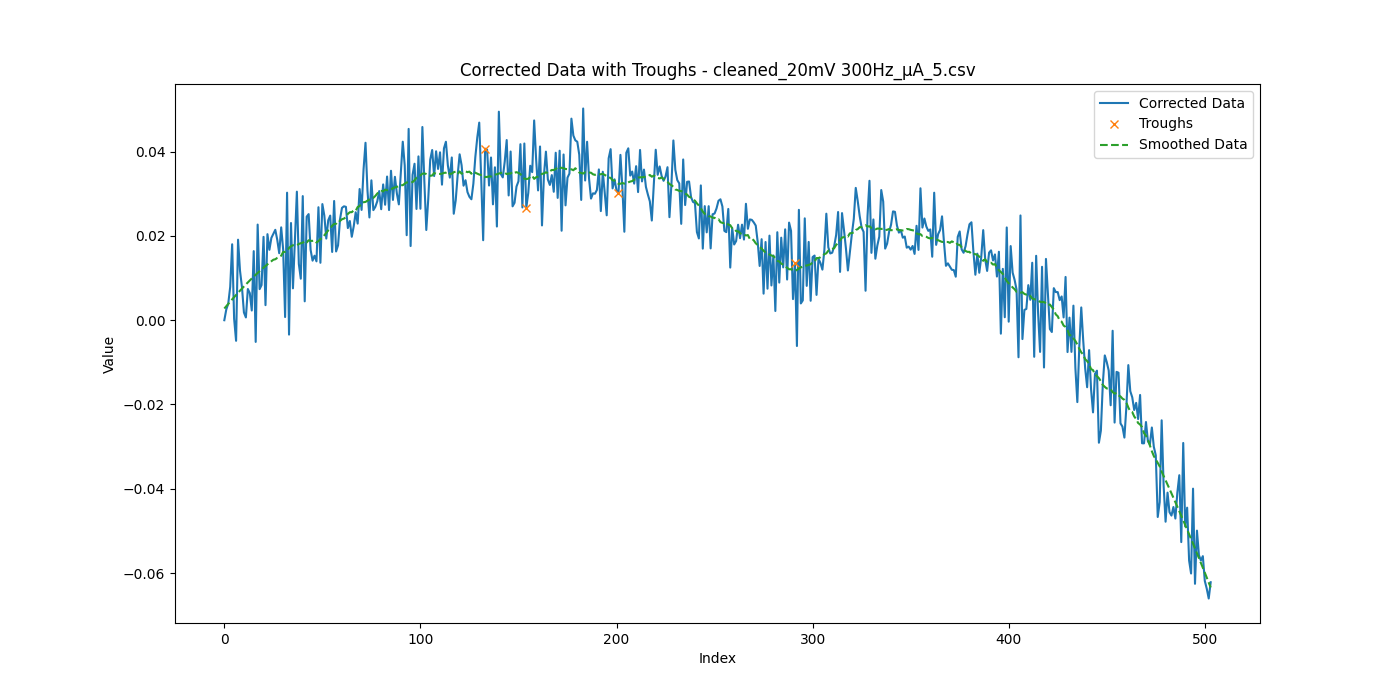 Corrected Data with Troughs - cleaned_20mV 300Hz_µA_5.csv
Corrected Data
Troughs
Smoothed Data
Value
0.04
0.02
0.00
−0.02
−0.04
−0.06
0 100 200 300 400 500
Index